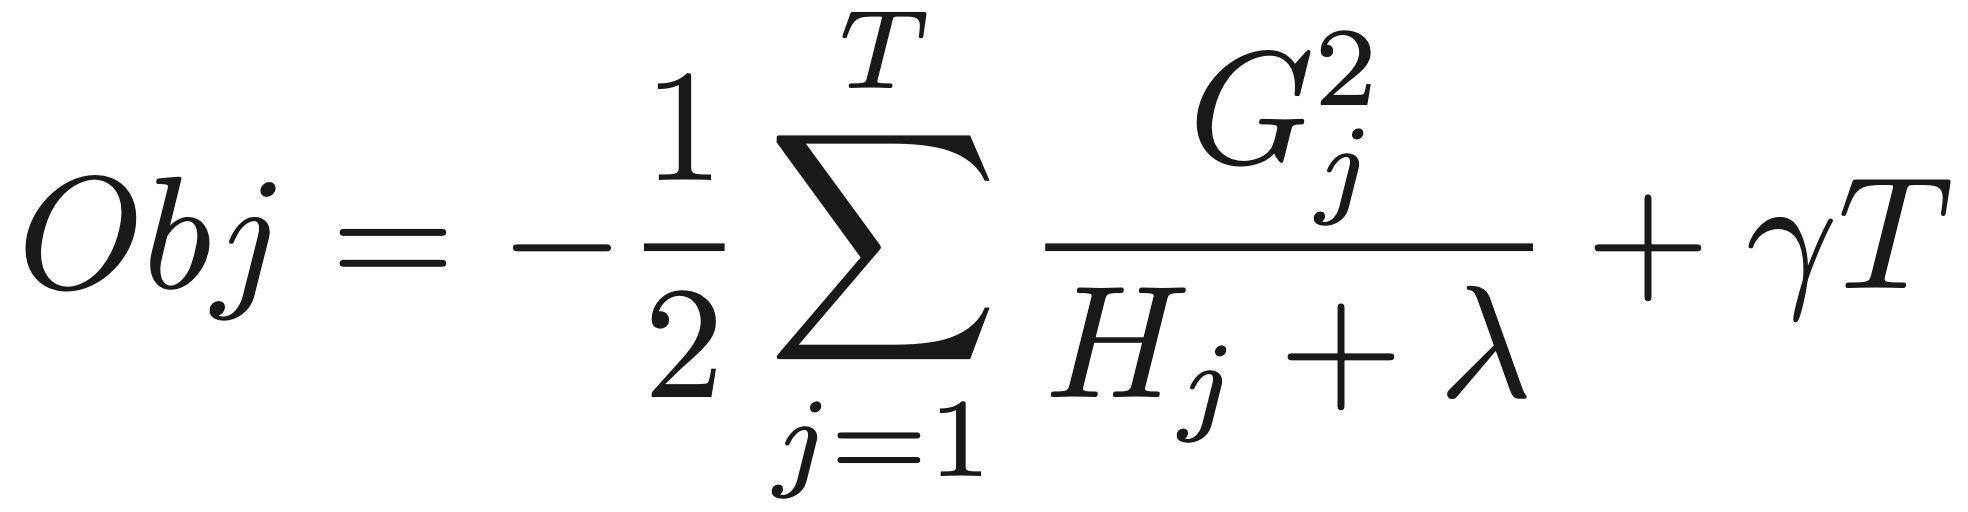 Obj = -\frac{1}{2} \sum_{j=1}^{T} \frac{G_j^2}{H_j + \lambda} + \gamma T